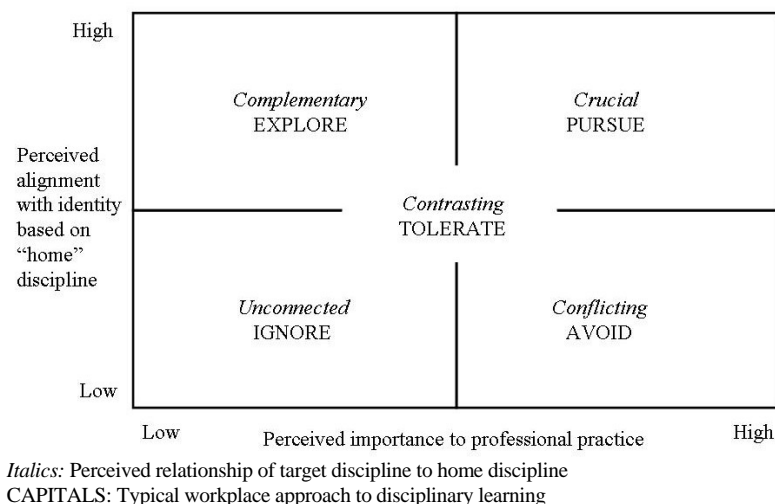 High
Complementary
EXPLORE
Crucial
PURSUE
Perceived
alignment
with identity
based on
“home”
discipline
Contrasting
TOLERATE
Unconnected
IGNORE
Conflicting
AVOID
Low
Low
Perceived importance to professional practice
High
Italics: Perceived relationship of target discipline to home discipline
CAPITALS: Typical workplace approach to disciplinary learning